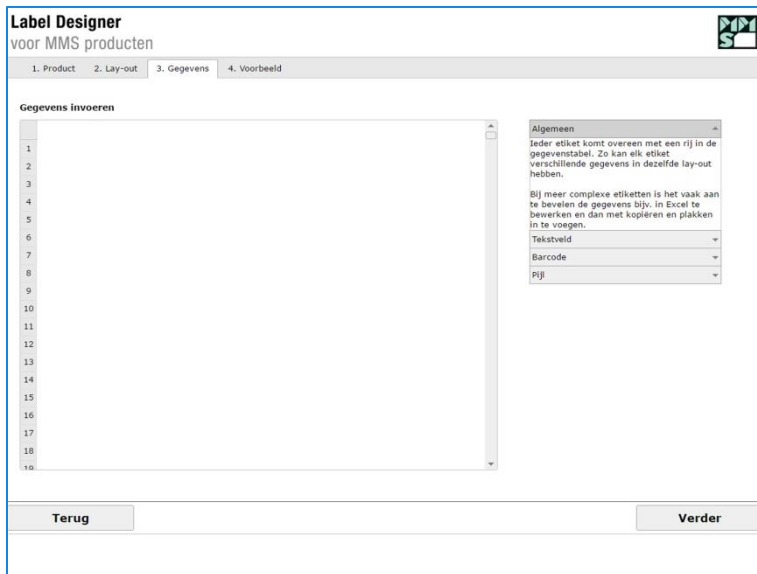 Label Designer
voor MMS producten
MMS
1. Product 2. Lay-out 3. Gegevens 4. Voorbeeld
Gegevens invoeren
1
2
3
4
5
6
7
8
9
10
11
12
13
14
15
16
17
18
19
Algemeen
Ieder etiket komt overeen met een rij in de
gegevenstabel. Zo kan elk etiket
verschillende gegevens in dezelfde lay-out
hebben.
Bij meer complexe etiketten is het vaak aan
te bevelen de gegevens bijv. in Excel te
bewerken en dan met kopiëren en plakken
in te voegen.
Tekstveld
Barcode
Pijl
Terug
Verder